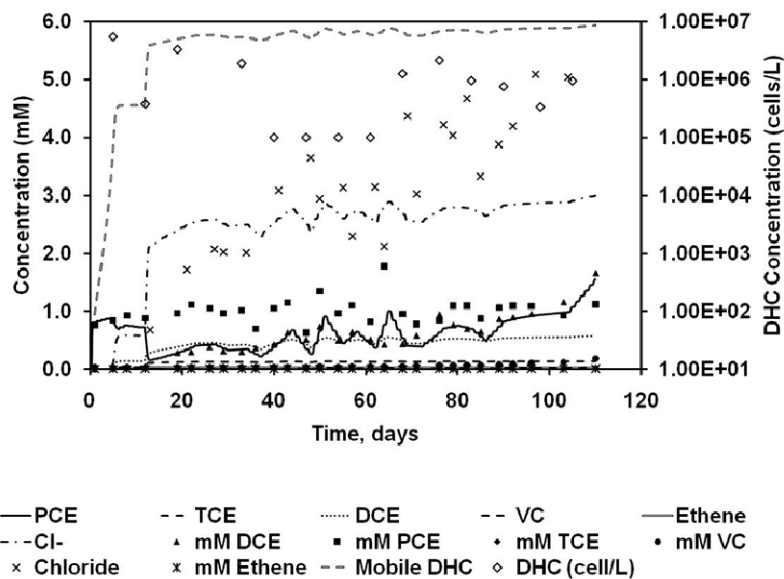 6.0
5.0
4.0
3.0
2.0
1.0
0.0
Concentration (mM)
1.00E+07
1.00E+06
1.00E+05
1.00E+04
1.00E+03
1.00E+02
1.00E+01
DHC Concentration (cells/L)
0 20 40 60 80 100 120
Time, days
PCE TCE DCE VC Ethene
Cl- mM DCE mM PCE mM TCE mM VC
Chloride mM Ethene Mobile DHC DHC (cell/L)